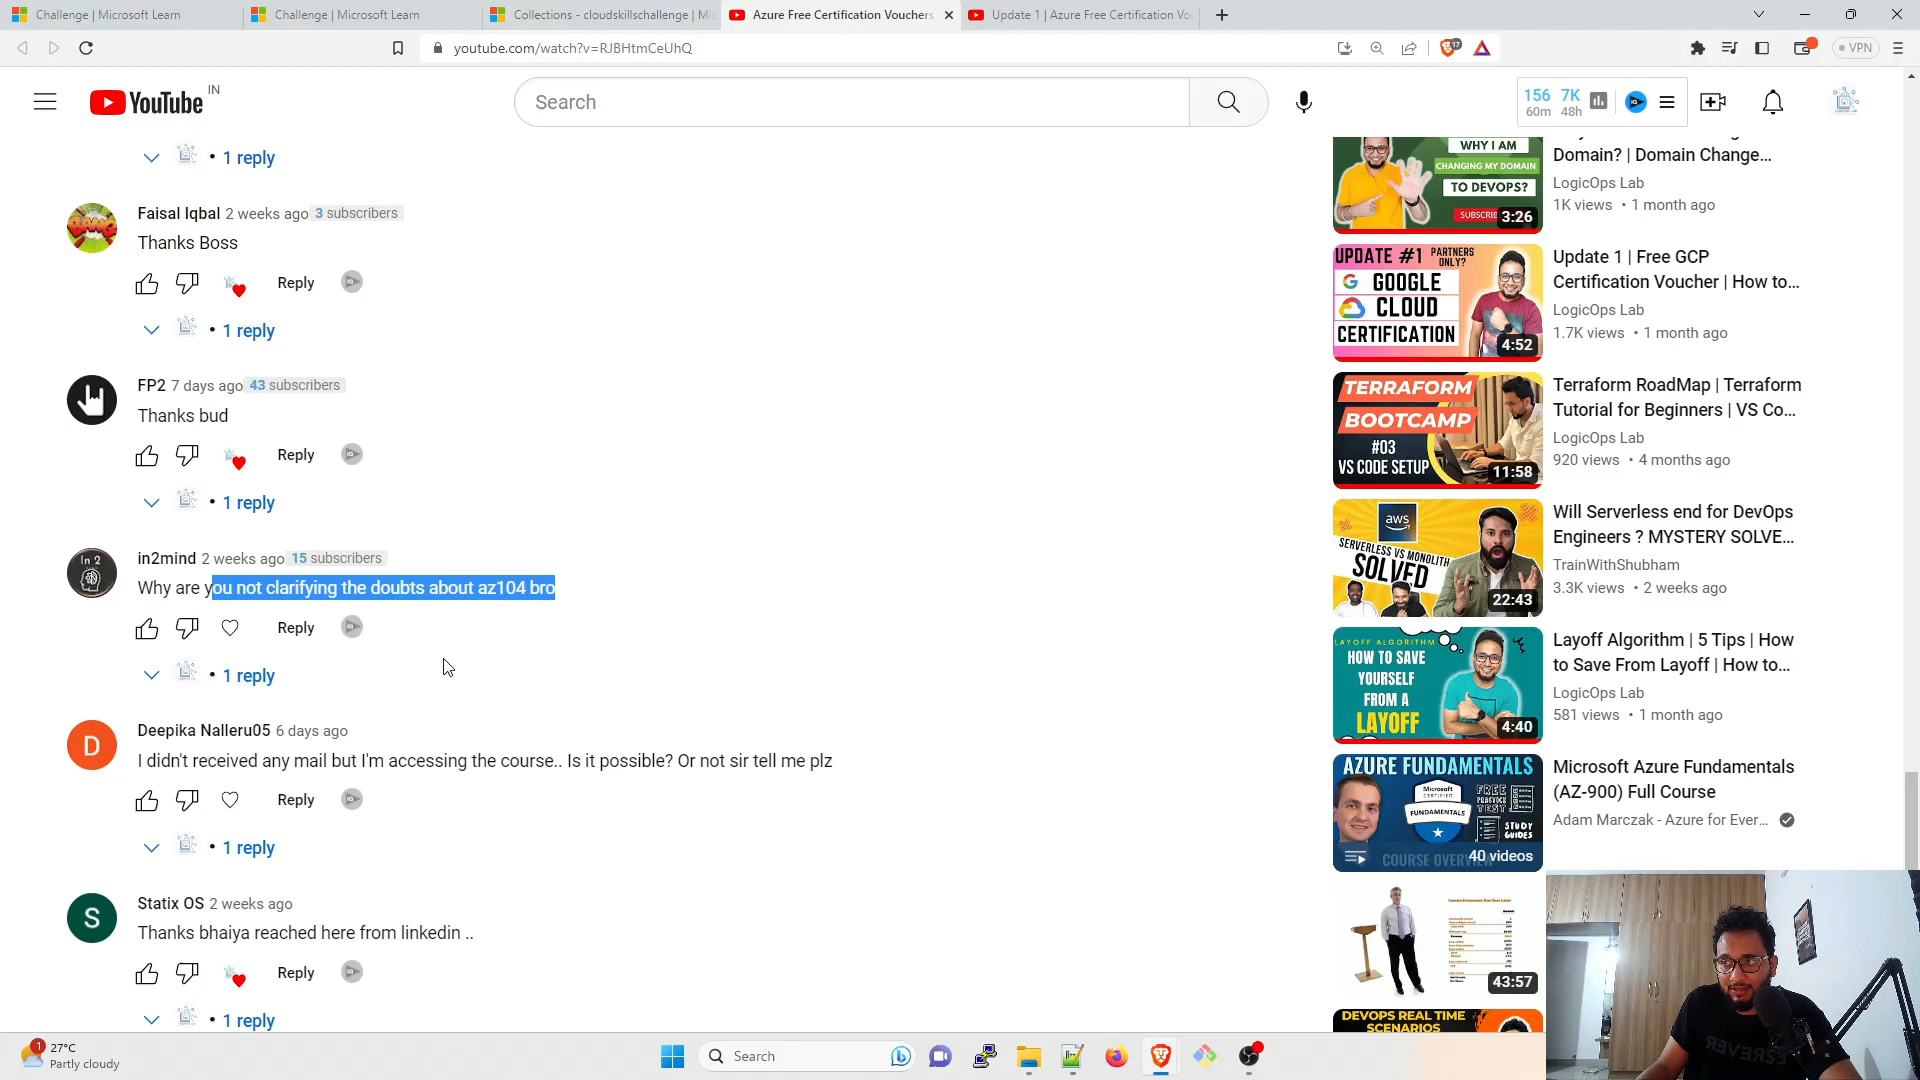 Challenge | Microsoft Learn
Challenge | Microsoft Learn
Collections - cloudskillschallenge | Mic
Azure Free Certification Vouchers
Update 1 | Azure Free Certification Vou
youtube.com/watch?v=RJBHtmCeUhQ
VPN
YouTube IN
Search
156 7K
60m 48h
1 reply
Faisal Iqbal 2 weeks ago 3 subscribers
Thanks Boss
Reply
1 reply
FP2 7 days ago 43 subscribers
Thanks bud
Reply
1 reply
In 2
in2mind 2 weeks ago 15 subscribers
Why are you not clarifying the doubts about az104 bro
Reply
1 reply
D
Deepika Nalleru05 6 days ago
I didn't received any mail but I'm accessing the course.. Is it possible? Or not sir tell me plz
Reply
1 reply
S
Statix OS 2 weeks ago
Thanks bhaiya reached here from linkedin ..
Reply
1 reply
WHY I AM
CHANGING MY DOMAIN
TO DEVOPS?
3:26
Domain? | Domain Change...
LogicOps Lab
1K views • 1 month ago
UPDATE #1 PARTNERS ONLY?
GOOGLE
CLOUD
CERTIFICATION
4:52
Update 1 | Free GCP
Certification Voucher | How to...
LogicOps Lab
1.7K views • 1 month ago
TERRAFORM
BOOTCAMP
#03
VS CODE SETUP
11:58
Terraform RoadMap | Terraform
Tutorial for Beginners | VS Co...
LogicOps Lab
920 views • 4 months ago
aws
SERVERLESS VS MONOLITH
SOLVED
22:43
Will Serverless end for DevOps
Engineers ? MYSTERY SOLVE...
TrainWithShubham
3.3K views • 2 weeks ago
LAYOFF ALGORITHM
HOW TO SAVE
YOURSELF
FROM A
LAYOFF
4:40
Layoff Algorithm | 5 Tips | How
to Save From Layoff | How to...
LogicOps Lab
581 views • 1 month ago
AZURE FUNDAMENTALS
Microsoft
CERTIFIED
FUNDAMENTALS
FREE
PRACTICE
TEST
STUDY
GUIDES
COURSE OVERVIEW
40 videos
Microsoft Azure Fundamentals
(AZ-900) Full Course
Adam Marczak - Azure for Ever...
43:57
DEVOPS REAL TIME
SCENARIOS
1
27°C
Partly cloudy
Search